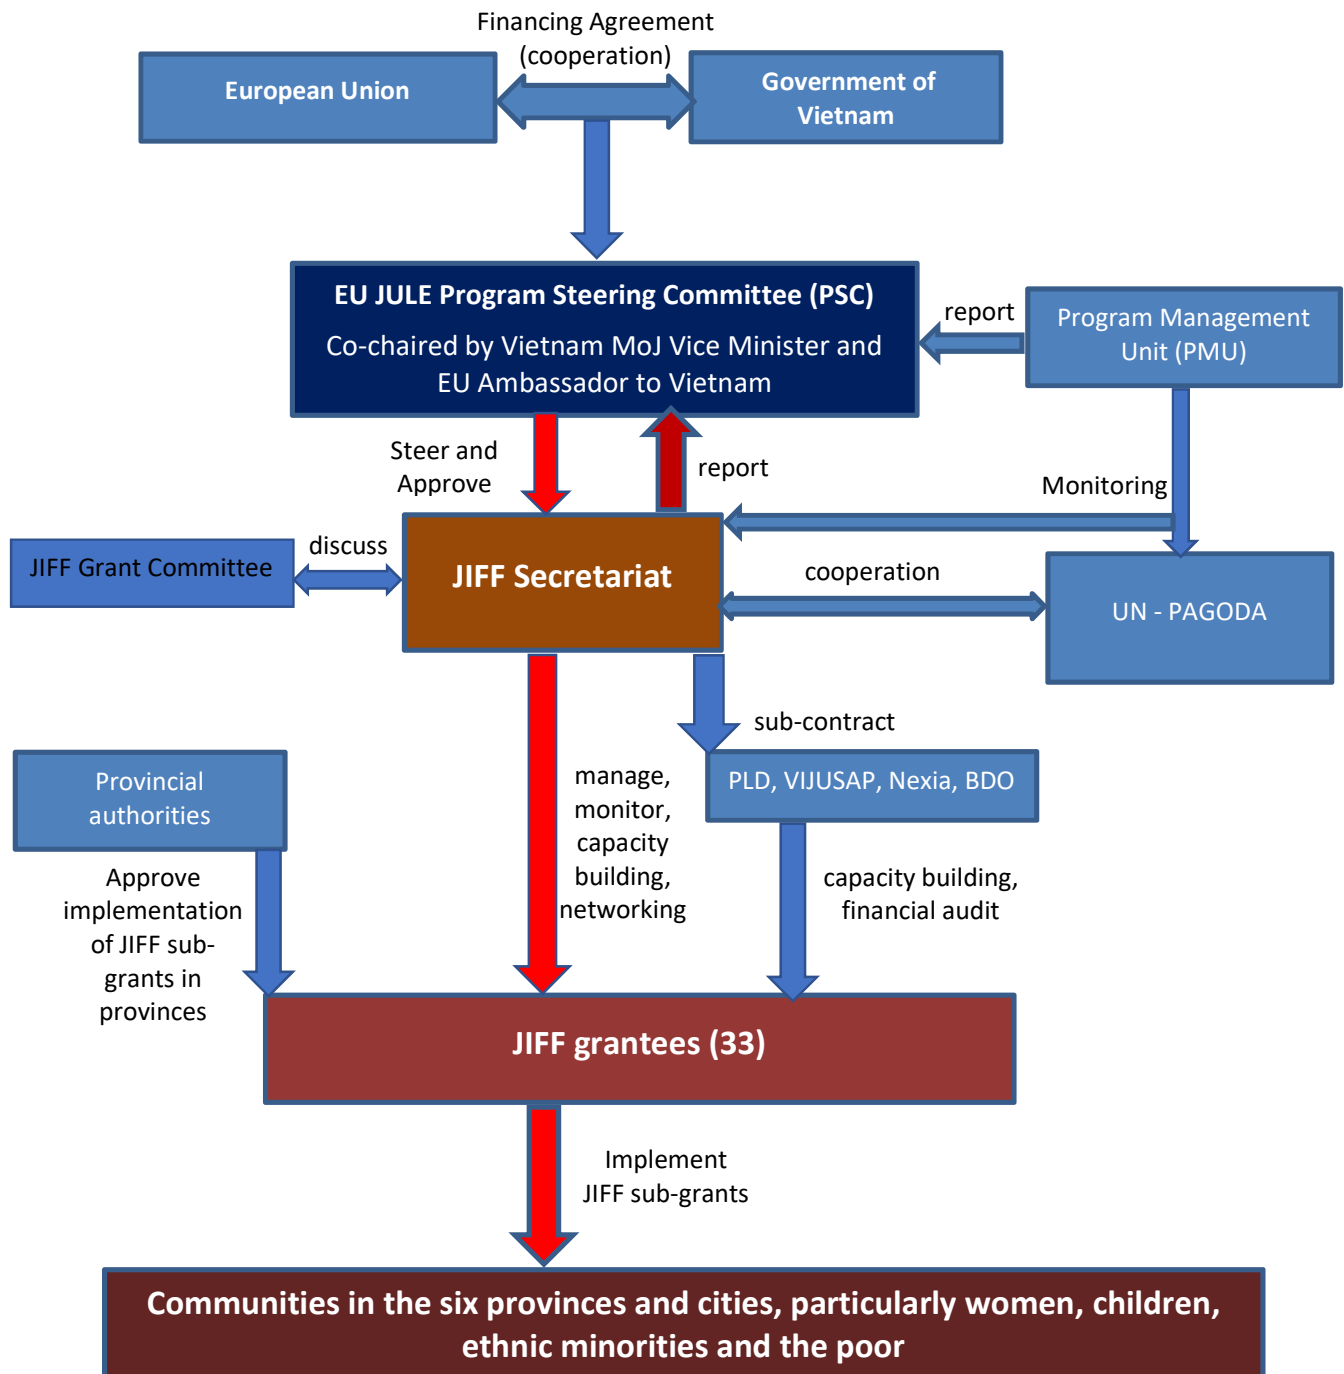 Financing Agreement
(cooperation)
European Union
Government of
Vietnam
EU JULE Program Steering Committee (PSC)
Co-chaired by Vietnam MoJ Vice Minister and
EU Ambassador to Vietnam
report
Program Management
Unit (PMU)
Steer and
Approve
report
Monitoring
JIFF Grant Committee
discuss
JIFF Secretariat
cooperation
UN - PAGODA
sub-contract
Provincial
authorities
manage,
monitor,
capacity
building,
networking
PLD, VIJUSAP, Nexia, BDO
Approve
implementation
of JIFF sub-
grants in
provinces
capacity building,
financial audit
JIFF grantees (33)
Implement
JIFF sub-grants
Communities in the six provinces and cities, particularly women, children,
ethnic minorities and the poor